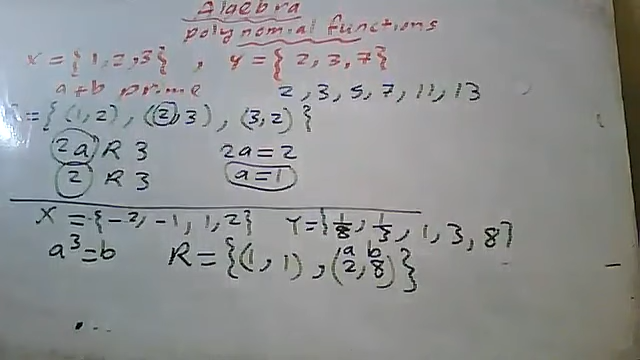 Algebra
polynomial functions
X = {1,2,3} , y = {2,3,7}
a+b prime 2,3,5,7,11,13
={(1,2), (2,3), (3,2)}
2a R 3 2a=2
2 R 3 a=1
X = {-2,-1,1,2} Y={1/8, 1/3, 1, 3, 8}
a³=b R = {(1,1), (2,8)}
a b